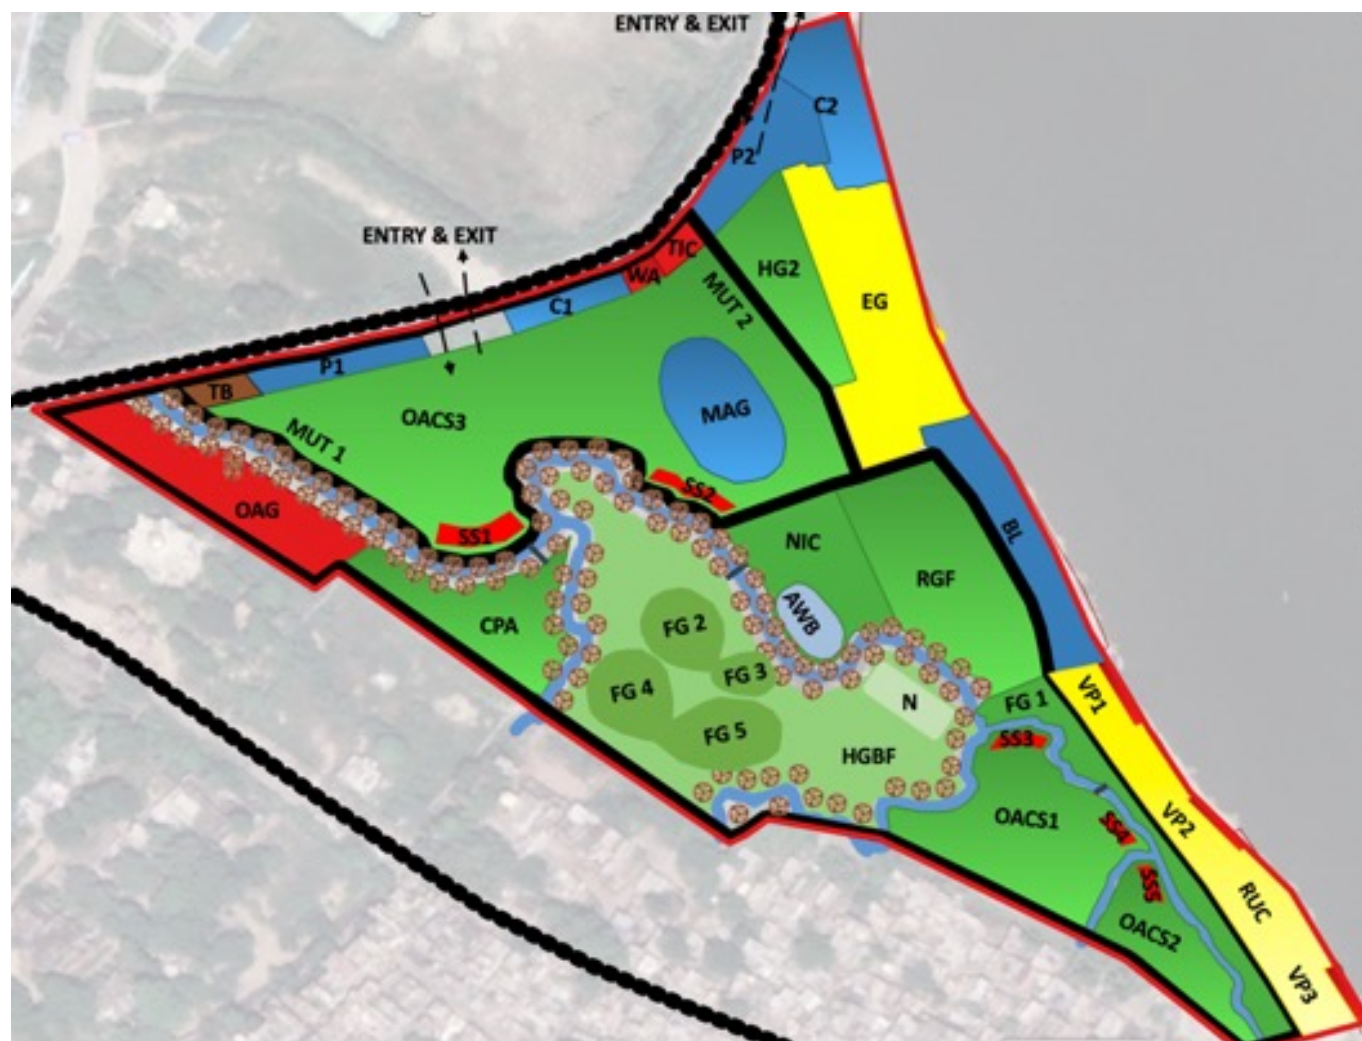 ENTRY & EXIT
C2
P2
ENTRY & EXIT
TIC
WA
HG2
MUT 2
EG
C1
P1
TB
MAG
OACS3
MUT 1
SS2
OAG
SS1
NIC
BL
RGF
AWB
CPA
FG 2
FG 3
FG 4
N
FG 1
VP1
FG 5
SS3
HGBF
OACS1
SS4
VP2
SS5
RUC
OACS2
VP3